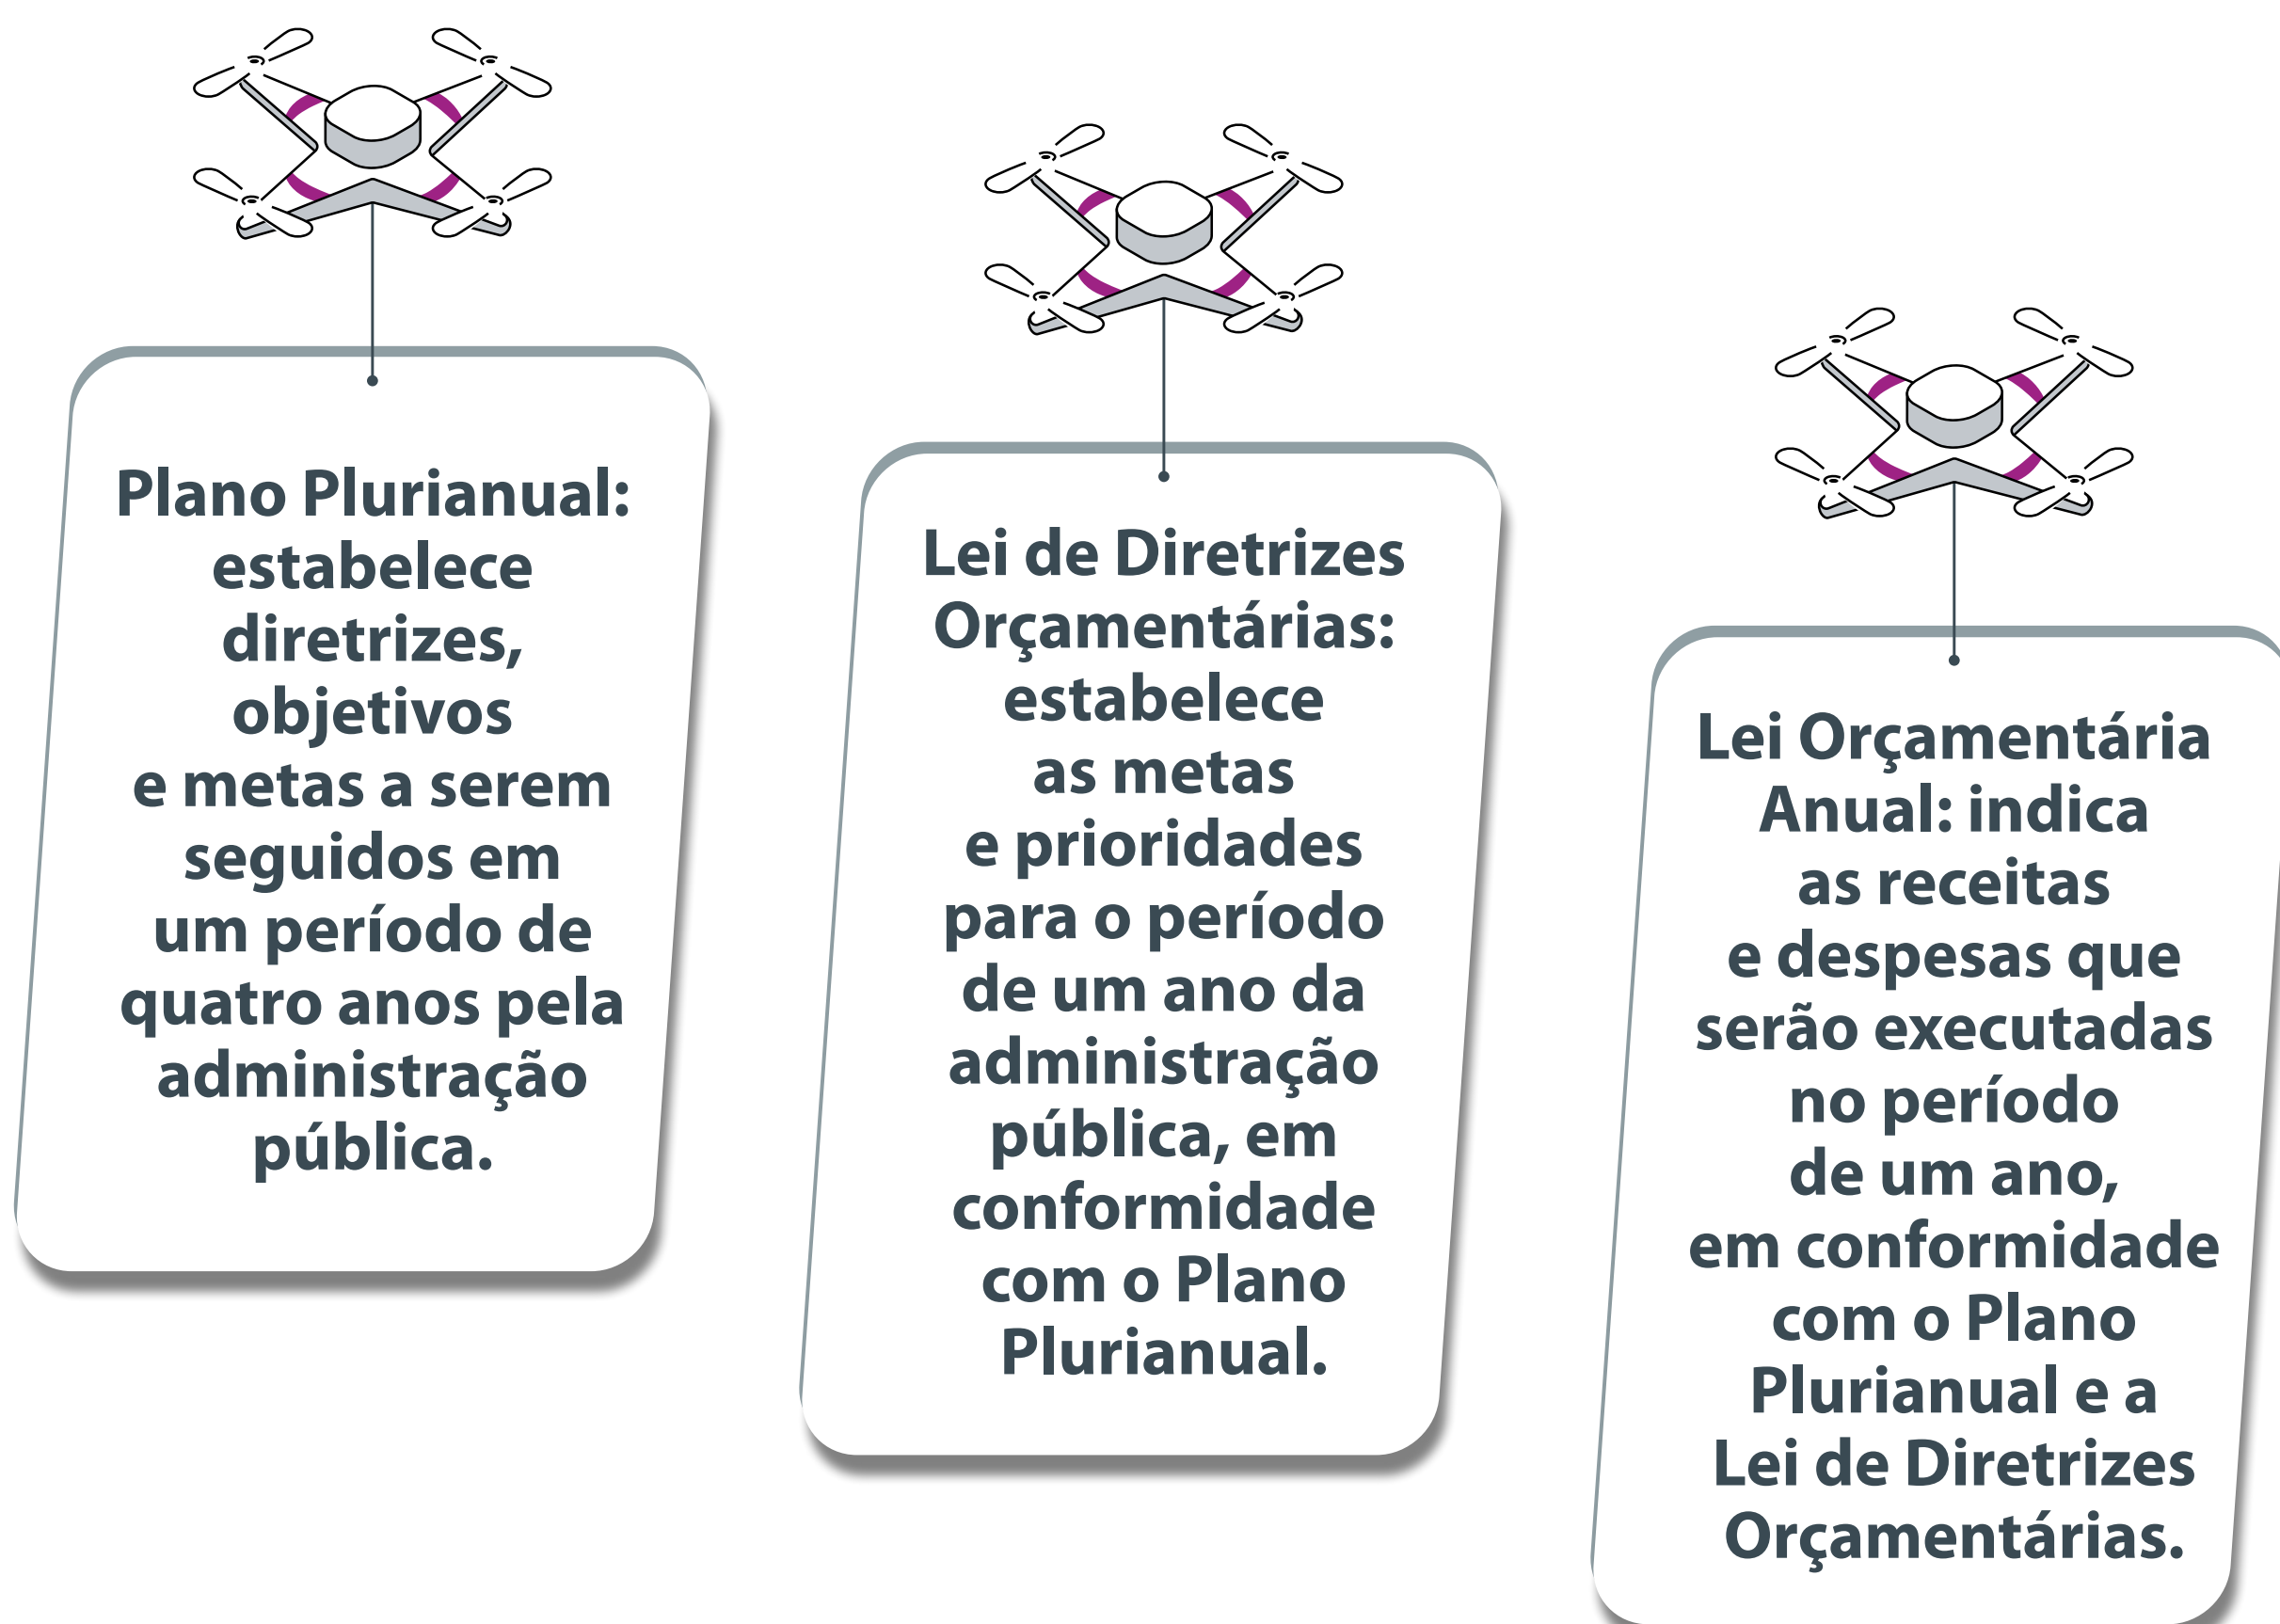 Plano Plurianual:
estabelece
diretrizes,
objetivos
e metas a serem
seguidos em
um período de
quatro anos pela
administração
pública.
Lei de Diretrizes
Orçamentárias:
estabelece
as metas
e prioridades
para o período
de um ano da
administração
pública, em
conformidade
com o Plano
Plurianual.
Lei Orçamentária
Anual: indica
as receitas
e despesas que
serão executadas
no período
de um ano,
em conformidade
com o Plano
Plurianual e a
Lei de Diretrizes
Orçamentárias.